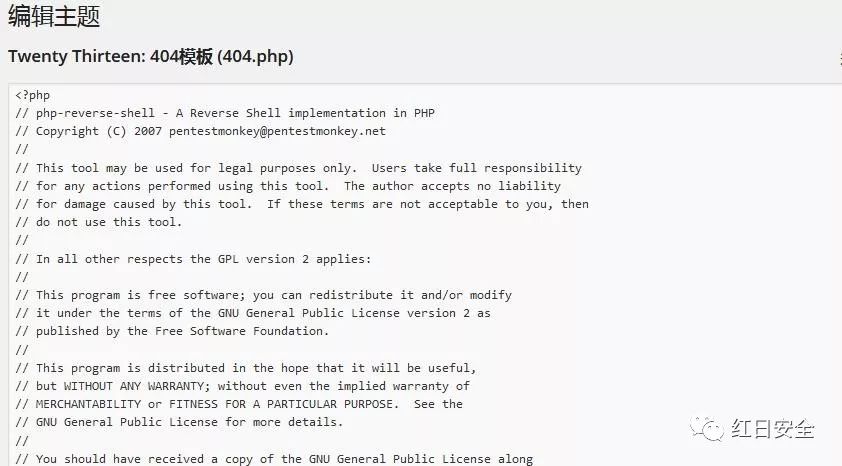 编辑主题
Twenty Thirteen: 404模板 (404.php)
<?php
// php-reverse-shell - A Reverse Shell implementation in PHP
// Copyright (C) 2007 pentestmonkey@pentestmonkey.net
//
// This tool may be used for legal purposes only.  Users take full responsibility
// for any actions performed using this tool.  The author accepts no liability
// for damage caused by this tool.  If these terms are not acceptable to you, then
// do not use this tool.
//
// In all other respects the GPL version 2 applies:
//
// This program is free software; you can redistribute it and/or modify
// it under the terms of the GNU General Public License version 2 as
// published by the Free Software Foundation.
//
// This program is distributed in the hope that it will be useful,
// but WITHOUT ANY WARRANTY; without even the implied warranty of
// MERCHANTABILITY or FITNESS FOR A PARTICULAR PURPOSE.  See the
// GNU General Public License for more details.
//
// You should have received a copy of the GNU General Public License along
红日安全